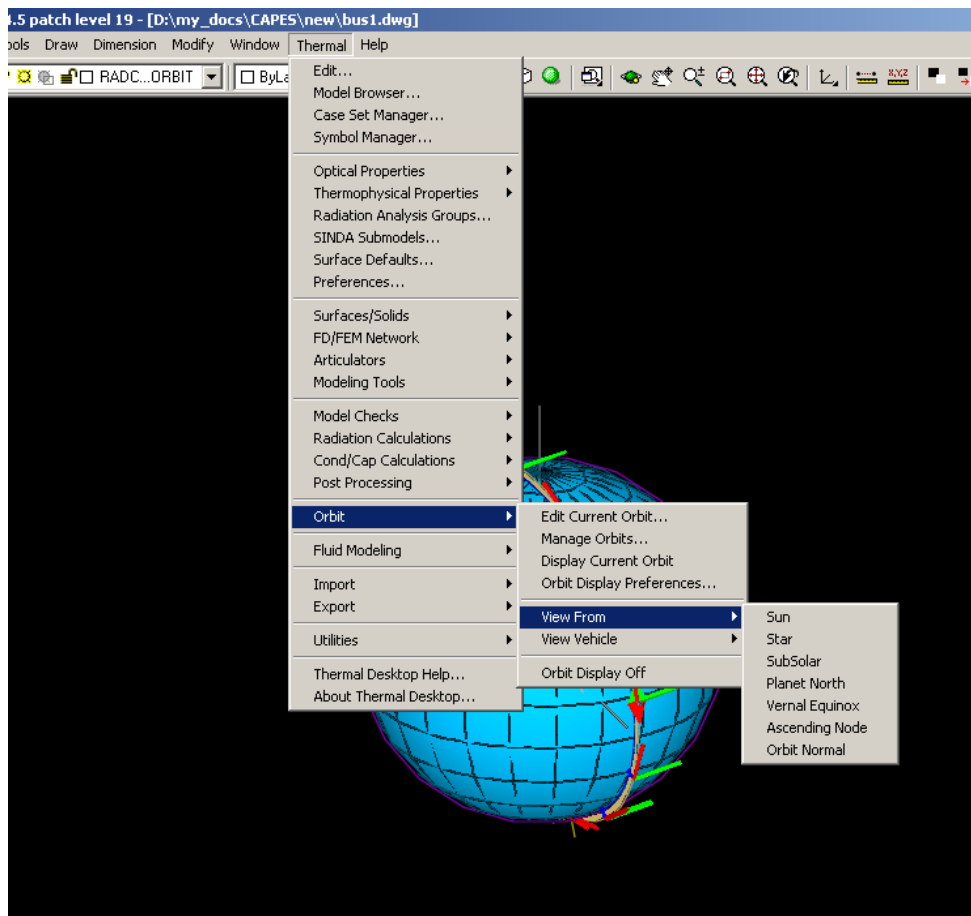 4.5 patch level 19 - [D:\my_docs\CAPES\new\bus1.dwg]
ools Draw Dimension Modify Window Thermal Help
RADC...ORBIT ByLa
X,Y,Z
Edit...
Model Browser...
Case Set Manager...
Symbol Manager...
Optical Properties
Thermophysical Properties
Radiation Analysis Groups...
SINDA Submodels...
Surface Defaults...
Preferences...
Surfaces/Solids
FD/FEM Network
Articulators
Modeling Tools
Model Checks
Radiation Calculations
Cond/Cap Calculations
Post Processing
Orbit
Fluid Modeling
Import
Export
Utilities
Thermal Desktop Help...
About Thermal Desktop...
Edit Current Orbit...
Manage Orbits...
Display Current Orbit
Orbit Display Preferences...
View From
View Vehicle
Orbit Display Off
Sun
Star
SubSolar
Planet North
Vernal Equinox
Ascending Node
Orbit Normal